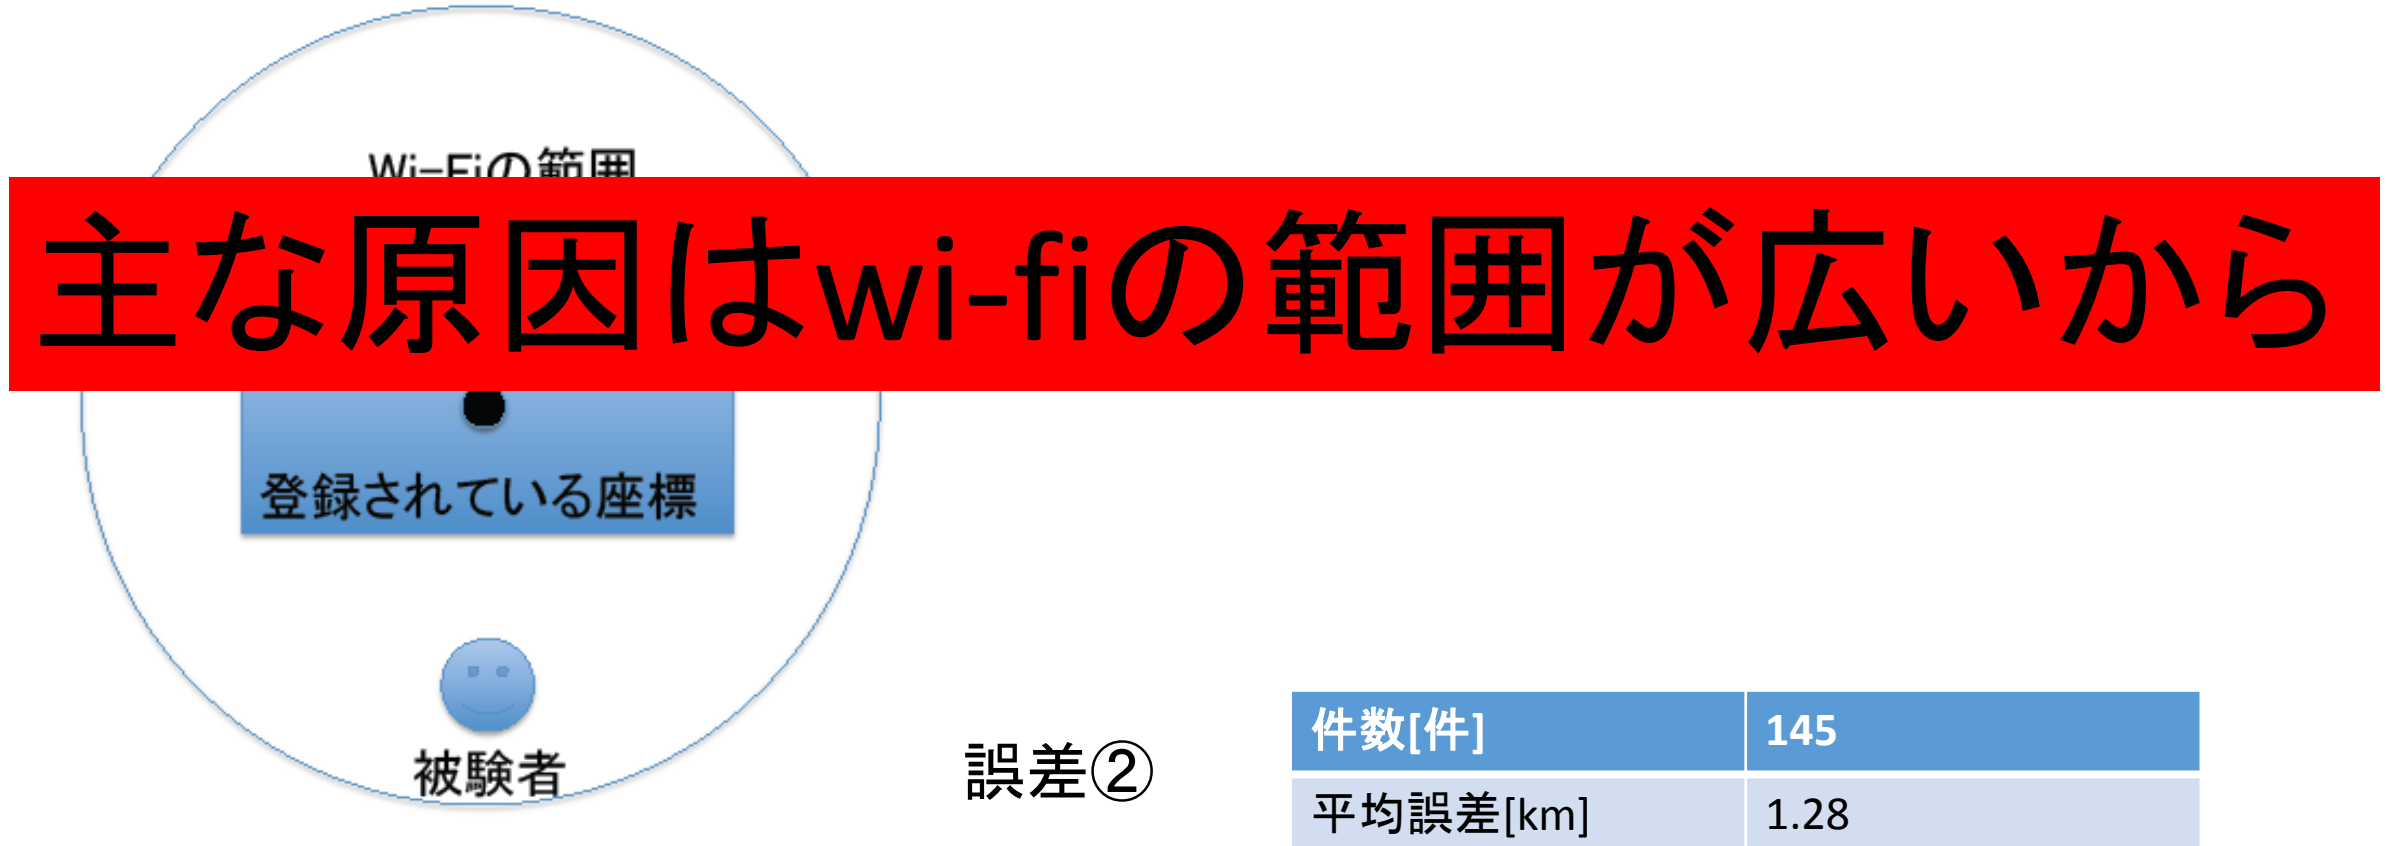 Wi-Fiの範囲
主な原因はwi-fiの範囲が広いから
登録されている座標
被験者
誤差②
件数[件] 145
平均誤差[km] 1.28